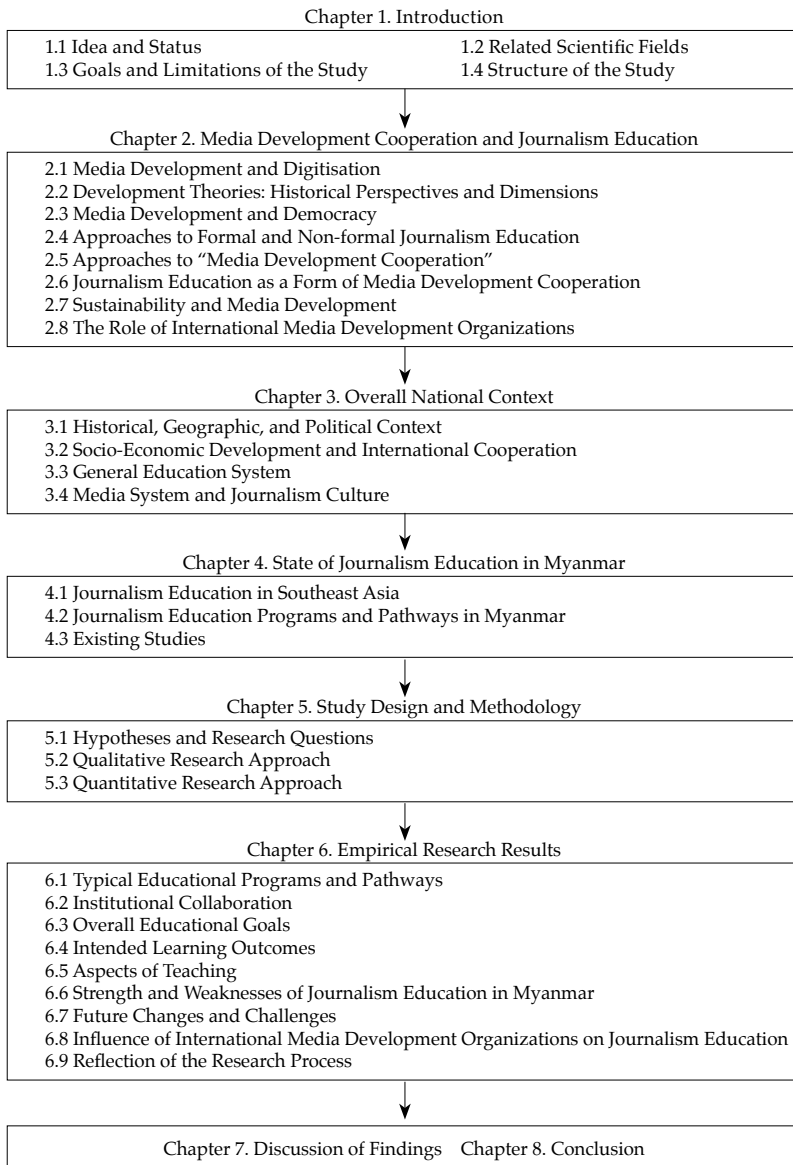 Chapter 1. Introduction
1.1 Idea and Status 1.2 Related Scientific Fields
1.3 Goals and Limitations of the Study 1.4 Structure of the Study
Chapter 2. Media Development Cooperation and Journalism Education
2.1 Media Development and Digitisation
2.2 Development Theories: Historical Perspectives and Dimensions
2.3 Media Development and Democracy
2.4 Approaches to Formal and Non-formal Journalism Education
2.5 Approaches to “Media Development Cooperation”
2.6 Journalism Education as a Form of Media Development Cooperation
2.7 Sustainability and Media Development
2.8 The Role of International Media Development Organizations
Chapter 3. Overall National Context
3.1 Historical, Geographic, and Political Context
3.2 Socio-Economic Development and International Cooperation
3.3 General Education System
3.4 Media System and Journalism Culture
Chapter 4. State of Journalism Education in Myanmar
4.1 Journalism Education in Southeast Asia
4.2 Journalism Education Programs and Pathways in Myanmar
4.3 Existing Studies
Chapter 5. Study Design and Methodology
5.1 Hypotheses and Research Questions
5.2 Qualitative Research Approach
5.3 Quantitative Research Approach
Chapter 6. Empirical Research Results
6.1 Typical Educational Programs and Pathways
6.2 Institutional Collaboration
6.3 Overall Educational Goals
6.4 Intended Learning Outcomes
6.5 Aspects of Teaching
6.6 Strength and Weaknesses of Journalism Education in Myanmar
6.7 Future Changes and Challenges
6.8 Influence of International Media Development Organizations on Journalism Education
6.9 Reflection of the Research Process
Chapter 7. Discussion of Findings Chapter 8. Conclusion